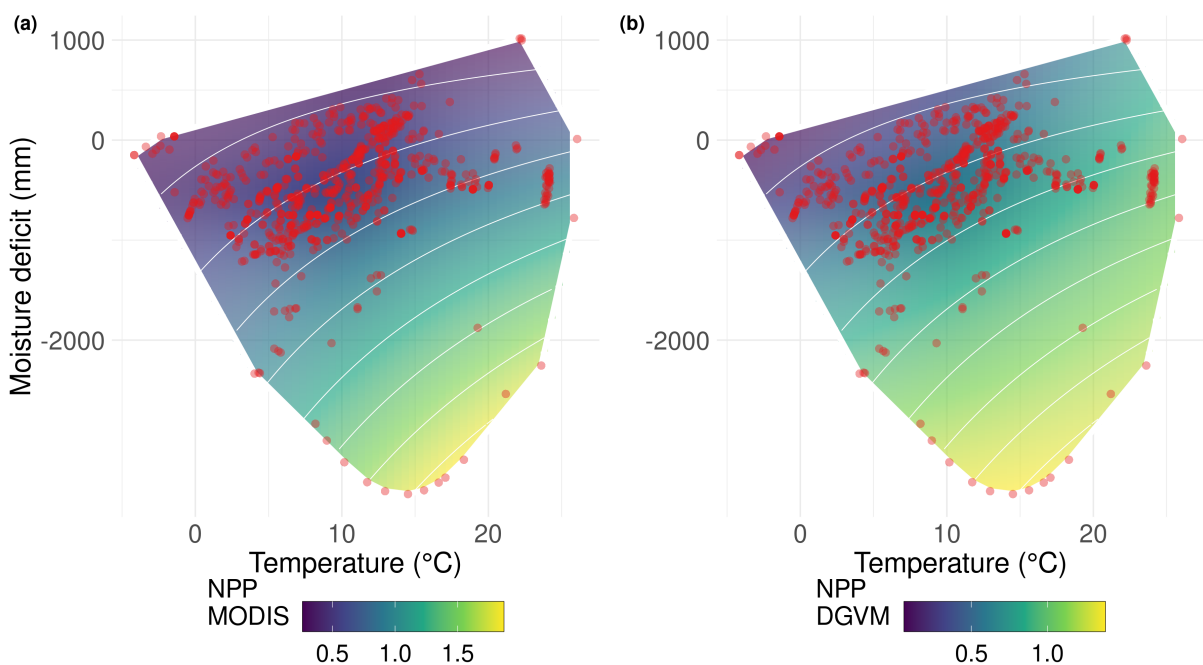 (a)
(b)
1000
0
-2000
Moisture deficit (mm)
0 10 20
Temperature (°C)
NPP
MODIS
0.5 1.0 1.5
1000
0
-2000
0 10 20
Temperature (°C)
NPP
DGVM
0.5 1.0